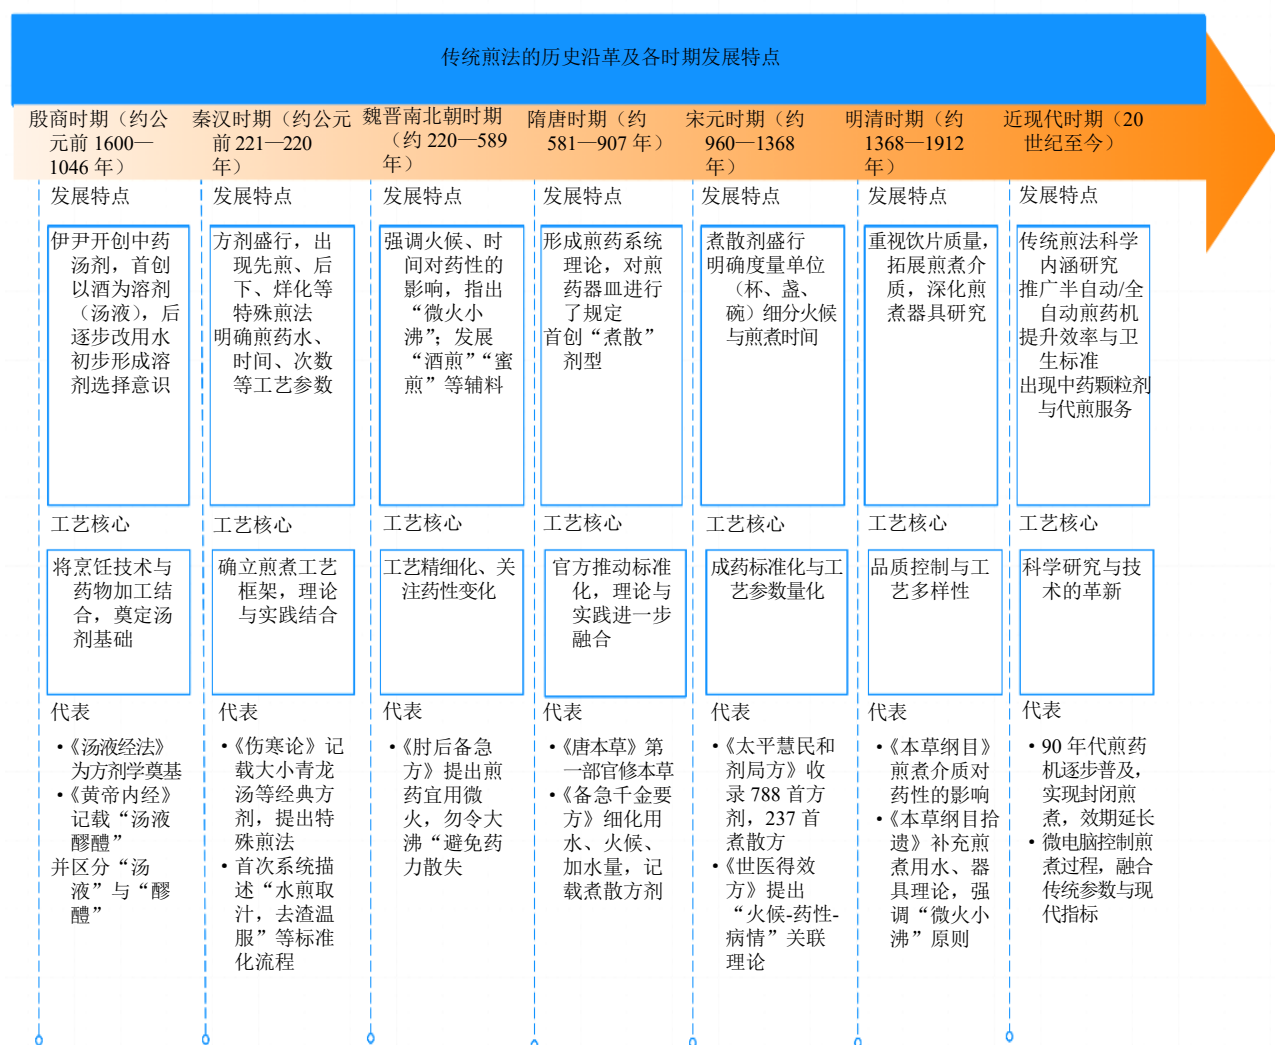 传统煎法的历史沿革及各时期发展特点
殷商时期（约公
元前 1600—
1046 年）
秦汉时期（约公元
前 221—220
年）
魏晋南北朝时期
（约 220—589
年）
隋唐时期（约
581—907 年）
宋元时期（约
960—1368
年）
明清时期（约
1368—1912
年）
近现代时期（20
世纪至今）
发展特点
伊尹开创中药
汤剂，首创
以酒为溶剂
（汤液），后
逐步改用水
初步形成溶
剂选择意识
发展特点
方剂盛行，出
现先煎、后
下、烊化等
特殊煎法
明确煎药水、
时间、次数
等工艺参数
发展特点
强调火候、时
间对药性的
影响，指出
“微火小
沸”；发展
“酒煎”“蜜
煎”等辅料
发展特点
形成煎药系统
理论，对煎
药器皿进行
了规定
首创“煮散”
剂型
发展特点
煮散剂盛行
明确度量单位
（杯、盏、
碗）细分火候
与煎煮时间
发展特点
重视饮片质量，
拓展煎煮介
质，深化煎
煮器具研究
发展特点
传统煎法科学
内涵研究
推广半自动/全
自动煎药机
提升效率与卫
生标准
出现中药颗粒剂
与代煎服务
工艺核心
将烹饪技术与
药物加工结
合，奠定汤
剂基础
工艺核心
确立煎煮工艺
框架，理论
与实践结合
工艺核心
工艺精细化、关
注药性变化
工艺核心
官方推动标准
化，理论与
实践进一步
融合
工艺核心
成药标准化与工
艺参数量化
工艺核心
品质控制与工
艺多样性
工艺核心
科学研究与技
术的革新
代表
•《汤液经法》
为方剂学奠基
•《黄帝内经》
记载“汤液
醪醴”
并区分“汤
液”与“醪
醴”
代表
•《伤寒论》记
载大小青龙
汤等经典方
剂，提出特
殊煎法
• 首次系统描
述“水煎取
汁，去渣温
服”等标准
化流程
代表
•《肘后备急
方》提出煎
药宜用微
火，勿令大
沸“避免药
力散失
代表
•《唐本草》第
一部官修本草
•《备急千金要
方》细化用
水、火候、
加水量，记
载煮散方剂
代表
•《太平慧民和
剂局方》收
录 788 首方
剂，237 首
煮散方
•《世医得效
方》提出
“火候-药性-
病情”关联
理论
代表
•《本草纲目》
煎煮介质对
药性的影响
•《本草纲目拾
遗》补充煎
煮用水、器
具理论，强
调“微火小
沸”原则
代表
• 90 年代煎药
机逐步普及，
实现封闭煎
煮，效期延长
• 微电脑控制煎
煮过程，融合
传统参数与现
代指标